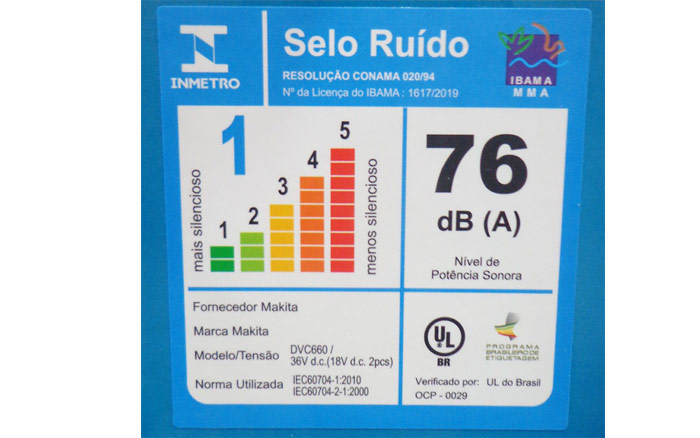 INMETRO
Selo Ruído
RESOLUÇÃO CONAMA 020/94
Nº da Licença do IBAMA : 1617/2019
IBAMA
MMA
1
mais silencioso
1
2
3
4
5
menos silencioso
76
dB (A)
Nível de
Potência Sonora
Fornecedor Makita
Marca Makita
Modelo/Tensão DVC660 /
36V d.c.(18V d.c. 2pcs)
Norma Utilizada IEC60704-1:2010
IEC60704-2-1:2000
UL
BR
PROGRAMA
BRASILEIRO DE
ETIQUETAGEM
Verificado por: UL do Brasil
OCP - 0029